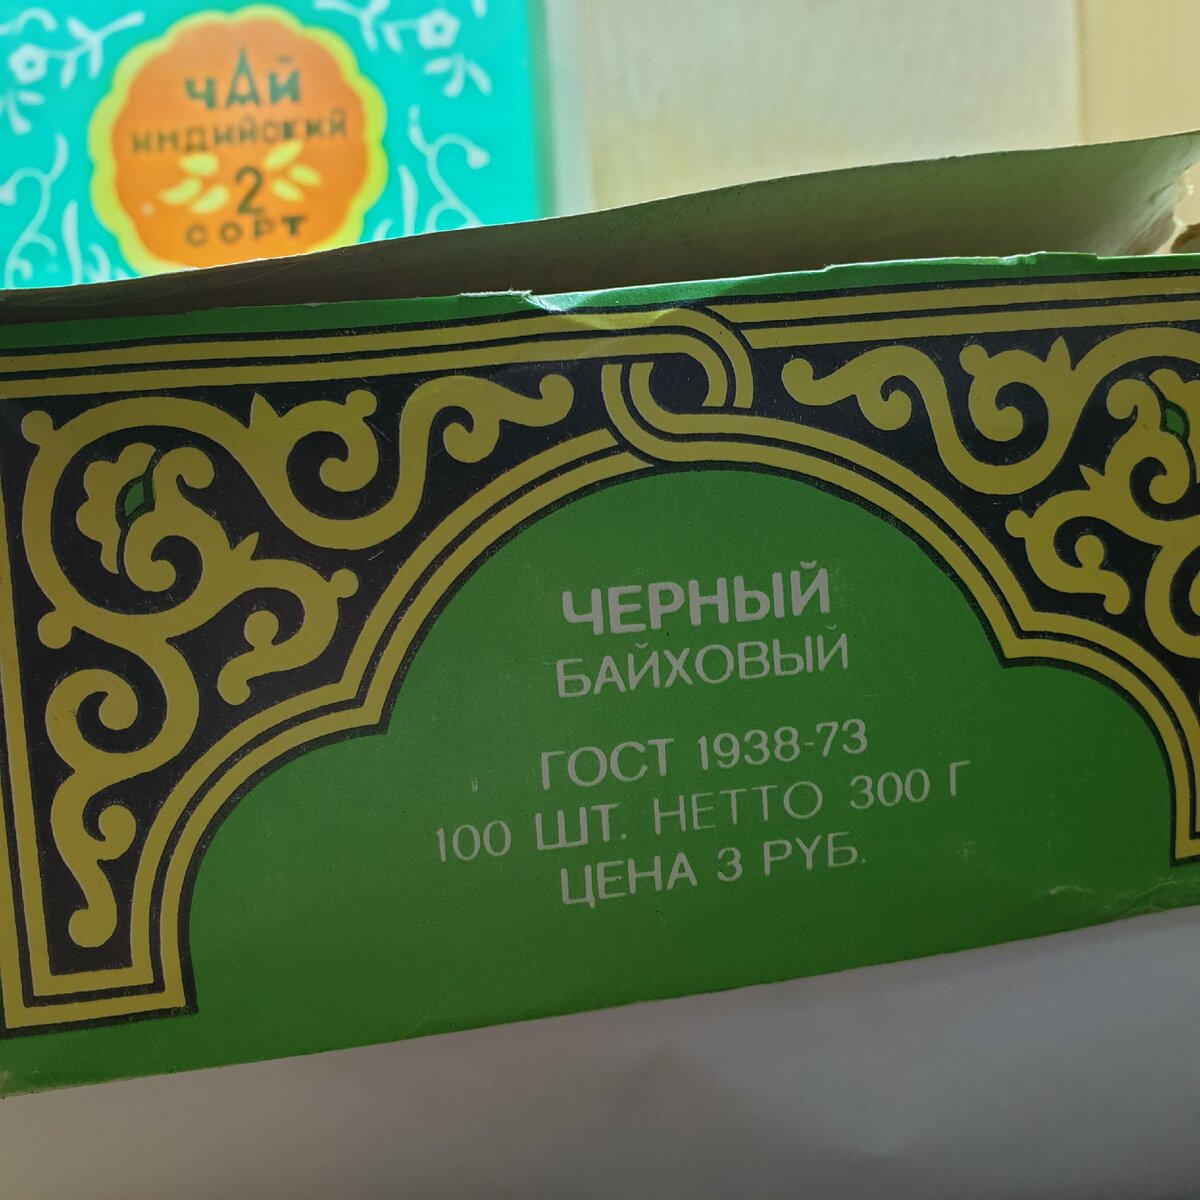 ЧАЙ
ИНДИЙСКИЙ
2
СОРТ
ЧЕРНЫЙ
БАЙХОВЫЙ
ГОСТ 1938-73
100 ШТ. НЕТТО 300 Г
ЦЕНА 3 РУБ.